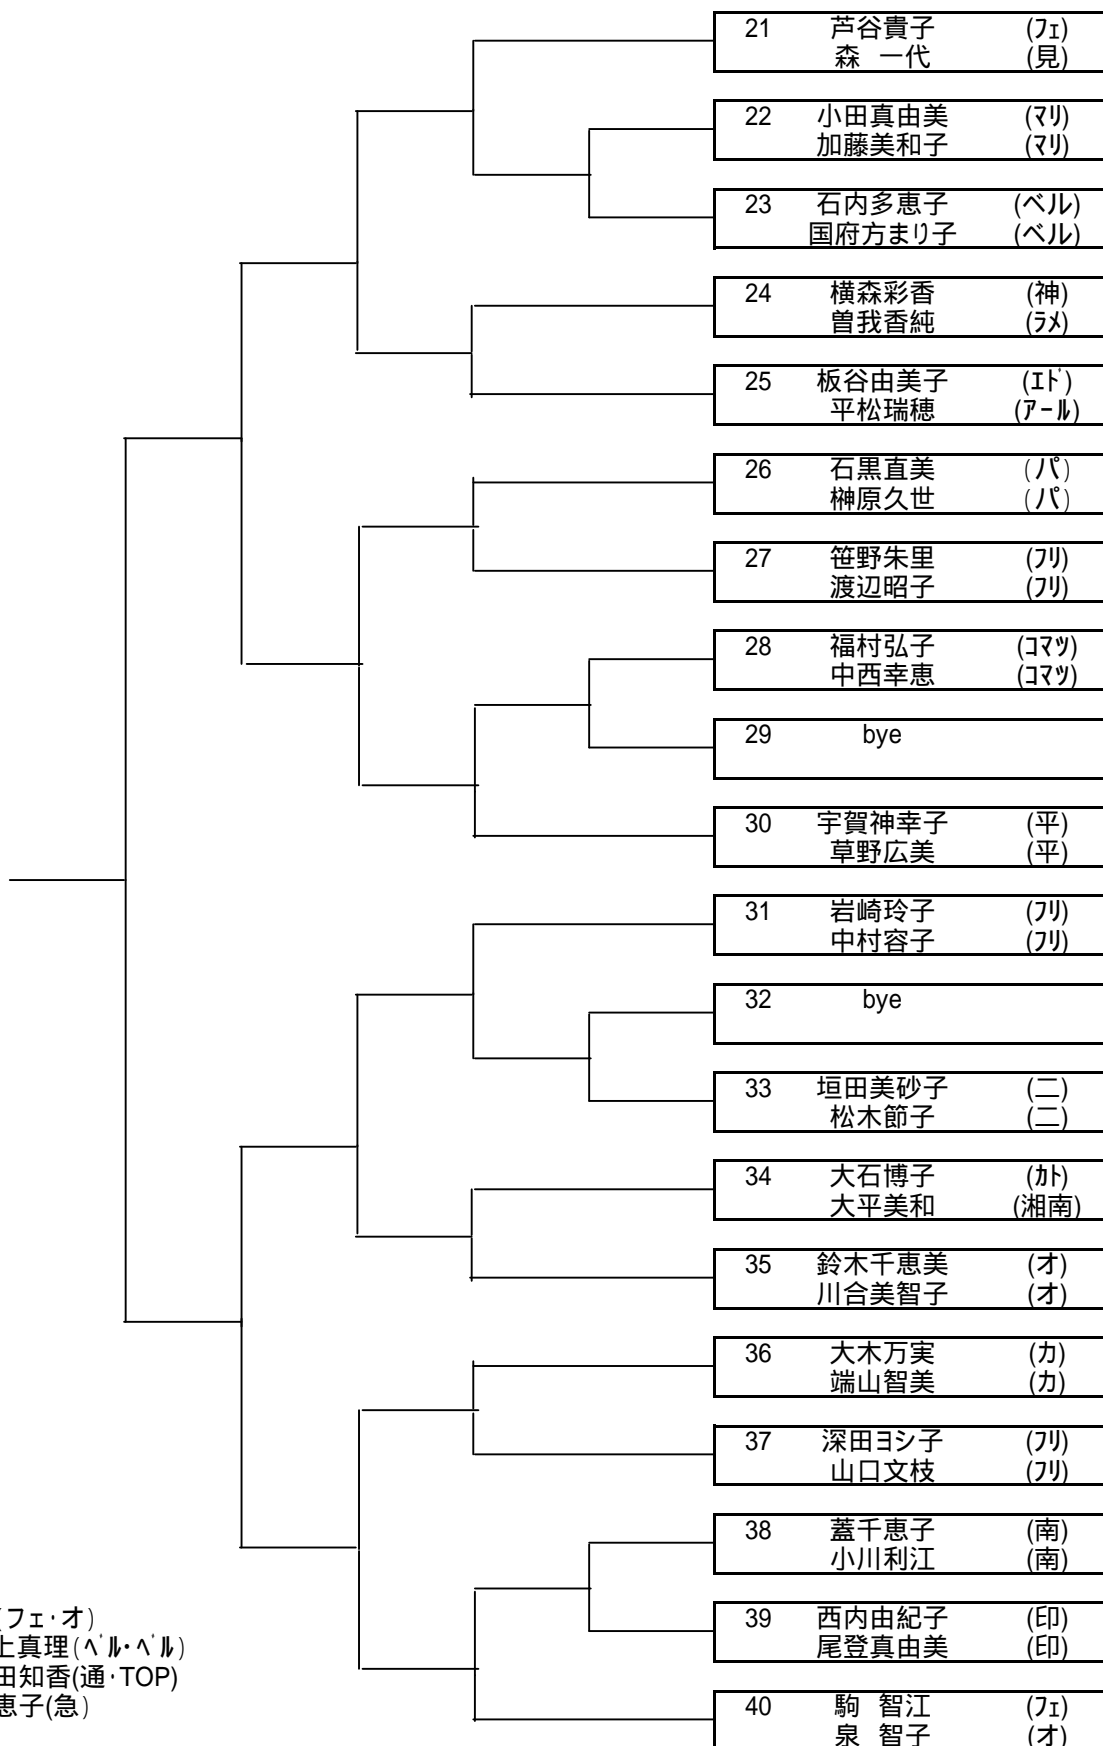 21 芦谷貴子 (フェ)
森 一代 (見)
22 小田真由美 (マリ)
加藤美和子 (マリ)
23 石内多恵子 (ベル)
国府方まり子 (ベル)
24 横森彩香 (神)
曽我香純 (ラメ)
25 板谷由美子 (エド)
平松瑞穂 (アール)
26 石黒直美 (パ)
榊原久世 (パ)
27 笹野朱里 (フリ)
渡辺昭子 (フリ)
28 福村弘子 (コマツ)
中西幸恵 (コマツ)
29 bye
30 宇賀神幸子 (平)
草野広美 (平)
31 岩崎玲子 (フリ)
中村容子 (フリ)
32 bye
33 垣田美砂子 (二)
松木節子 (二)
34 大石博子 (カト)
大平美和 (湘南)
35 鈴木千恵美 (オ)
川合美智子 (オ)
36 大木万実 (カ)
端山智美 (カ)
37 深田ヨシ子 (フリ)
山口文枝 (フリ)
38 蓋千恵子 (南)
小川利江 (南)
39 西内由紀子 (印)
尾登真由美 (印)
40 駒 智江 (フェ)
泉 智子 (オ)
(フェ・オ)
上真理(ベル・ベル)
田知香(通・TOP)
恵子(急)